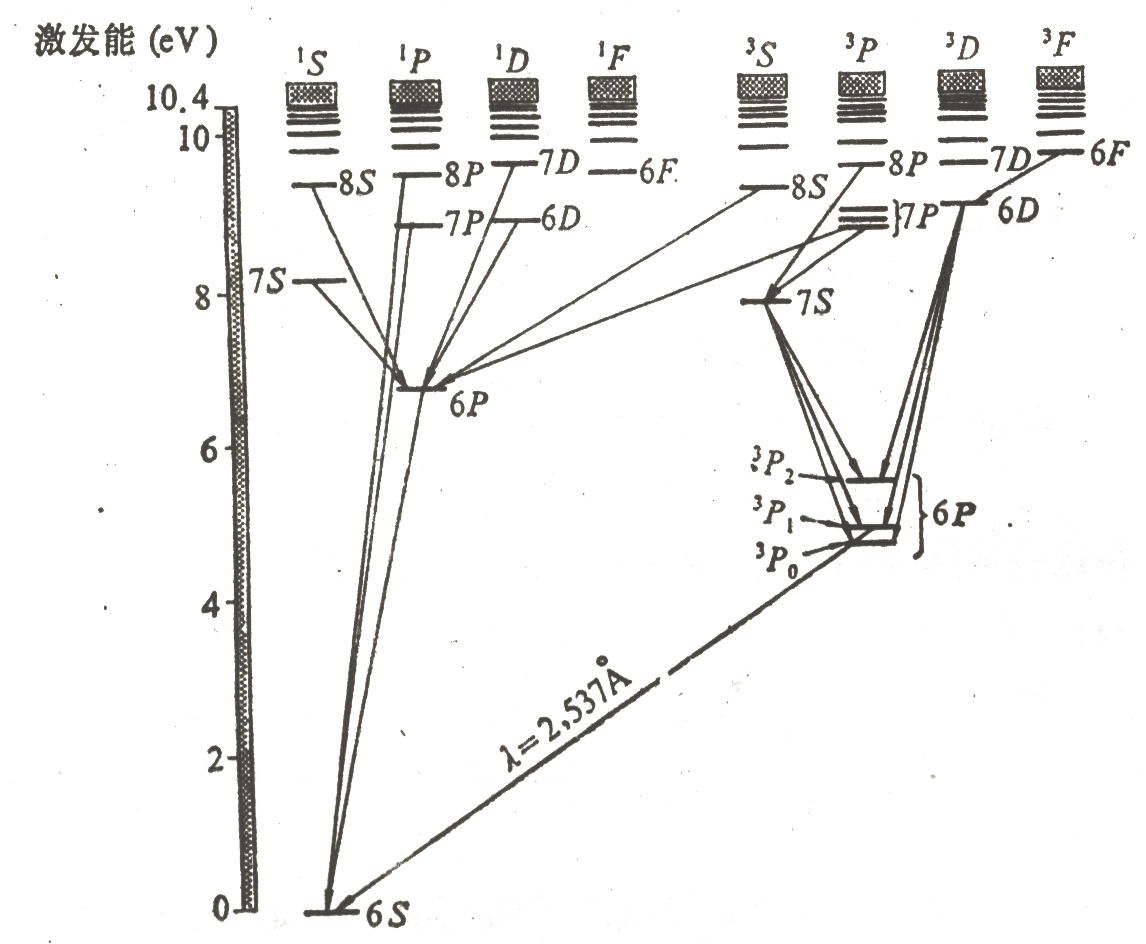 激发能 (eV)
¹S ¹P ¹D ¹F ³S ³P ³D ³F
10.4
10
8S 8P 7D 6F 8S 8P 7D 6F
7P 6D 7P 6D
8
7S 7S
6P
6
³P₂
³P₁ 6P
³P₀
4
λ=2,537Å
2
0
6S